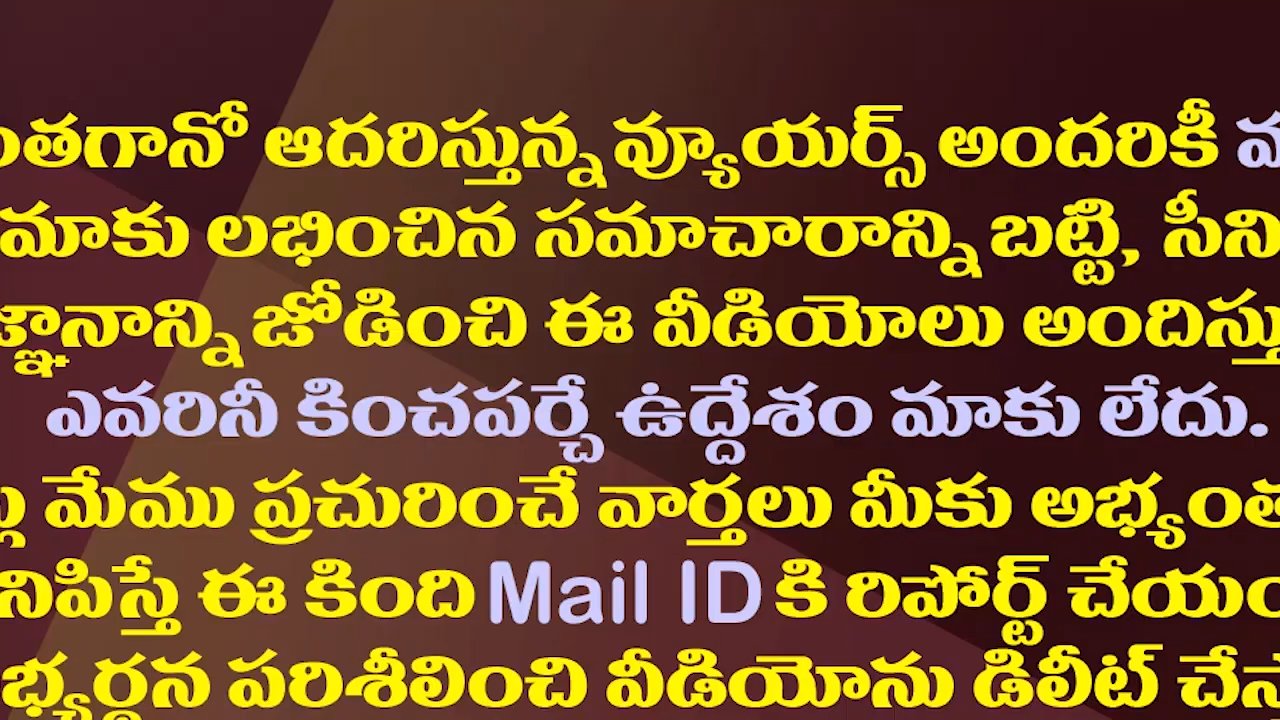 ఆదరిస్తున్న వ్యూయర్స్ అందరికీ
మాకు లభించిన సమాచారాన్ని బట్టి,
జోడించి ఈ వీడియోలు
ఎవరినీ కించపర్చే ఉద్దేశం మాకు లేదు.
మేము ప్రచురించే వార్తలు మీకు
ఈ కింది Mail ID కి రిపోర్ట్
పరిశీలించి వీడియోను డిలీట్